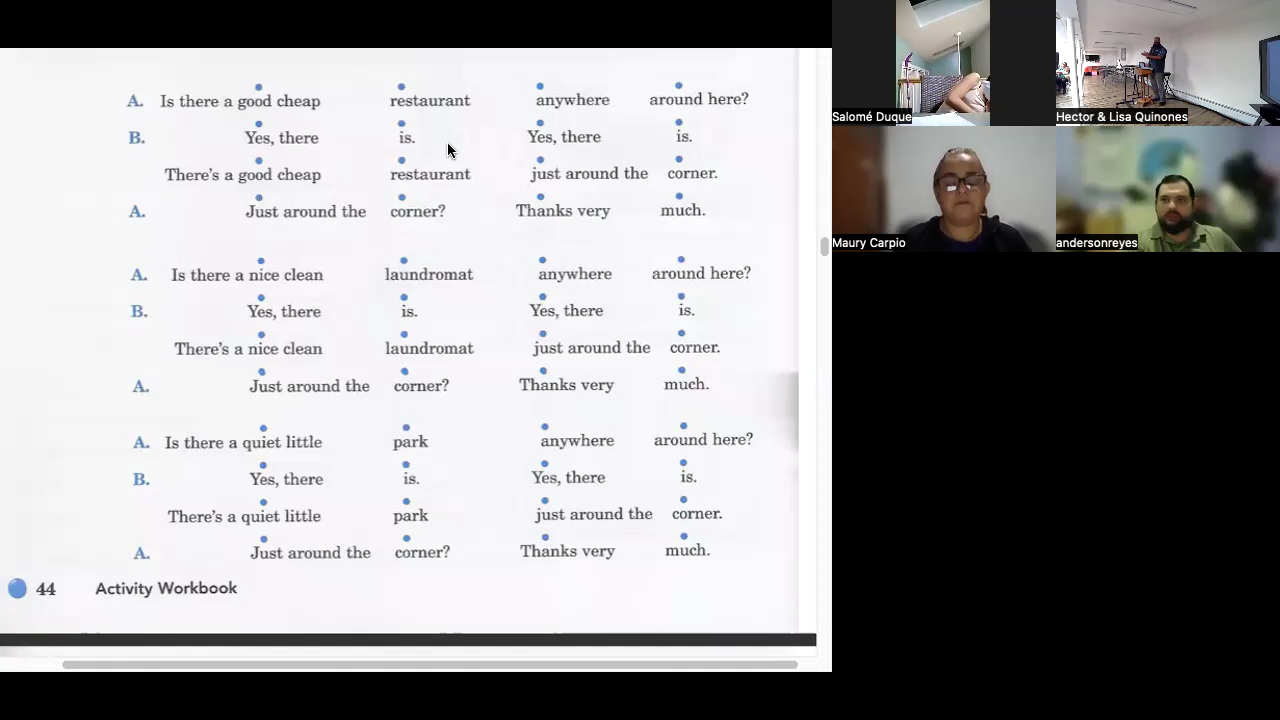 A. Is there a good cheap restaurant anywhere around here?
B. Yes, there is. Yes, there is.
There's a good cheap restaurant just around the corner.
A. Just around the corner? Thanks very much.
A. Is there a nice clean laundromat anywhere around here?
B. Yes, there is. Yes, there is.
There's a nice clean laundromat just around the corner.
A. Just around the corner? Thanks very much.
A. Is there a quiet little park anywhere around here?
B. Yes, there is. Yes, there is.
There's a quiet little park just around the corner.
A. Just around the corner? Thanks very much.
44 Activity Workbook
Salomé Duque
Hector & Lisa Quinones
Maury Carpio
andersonreyes